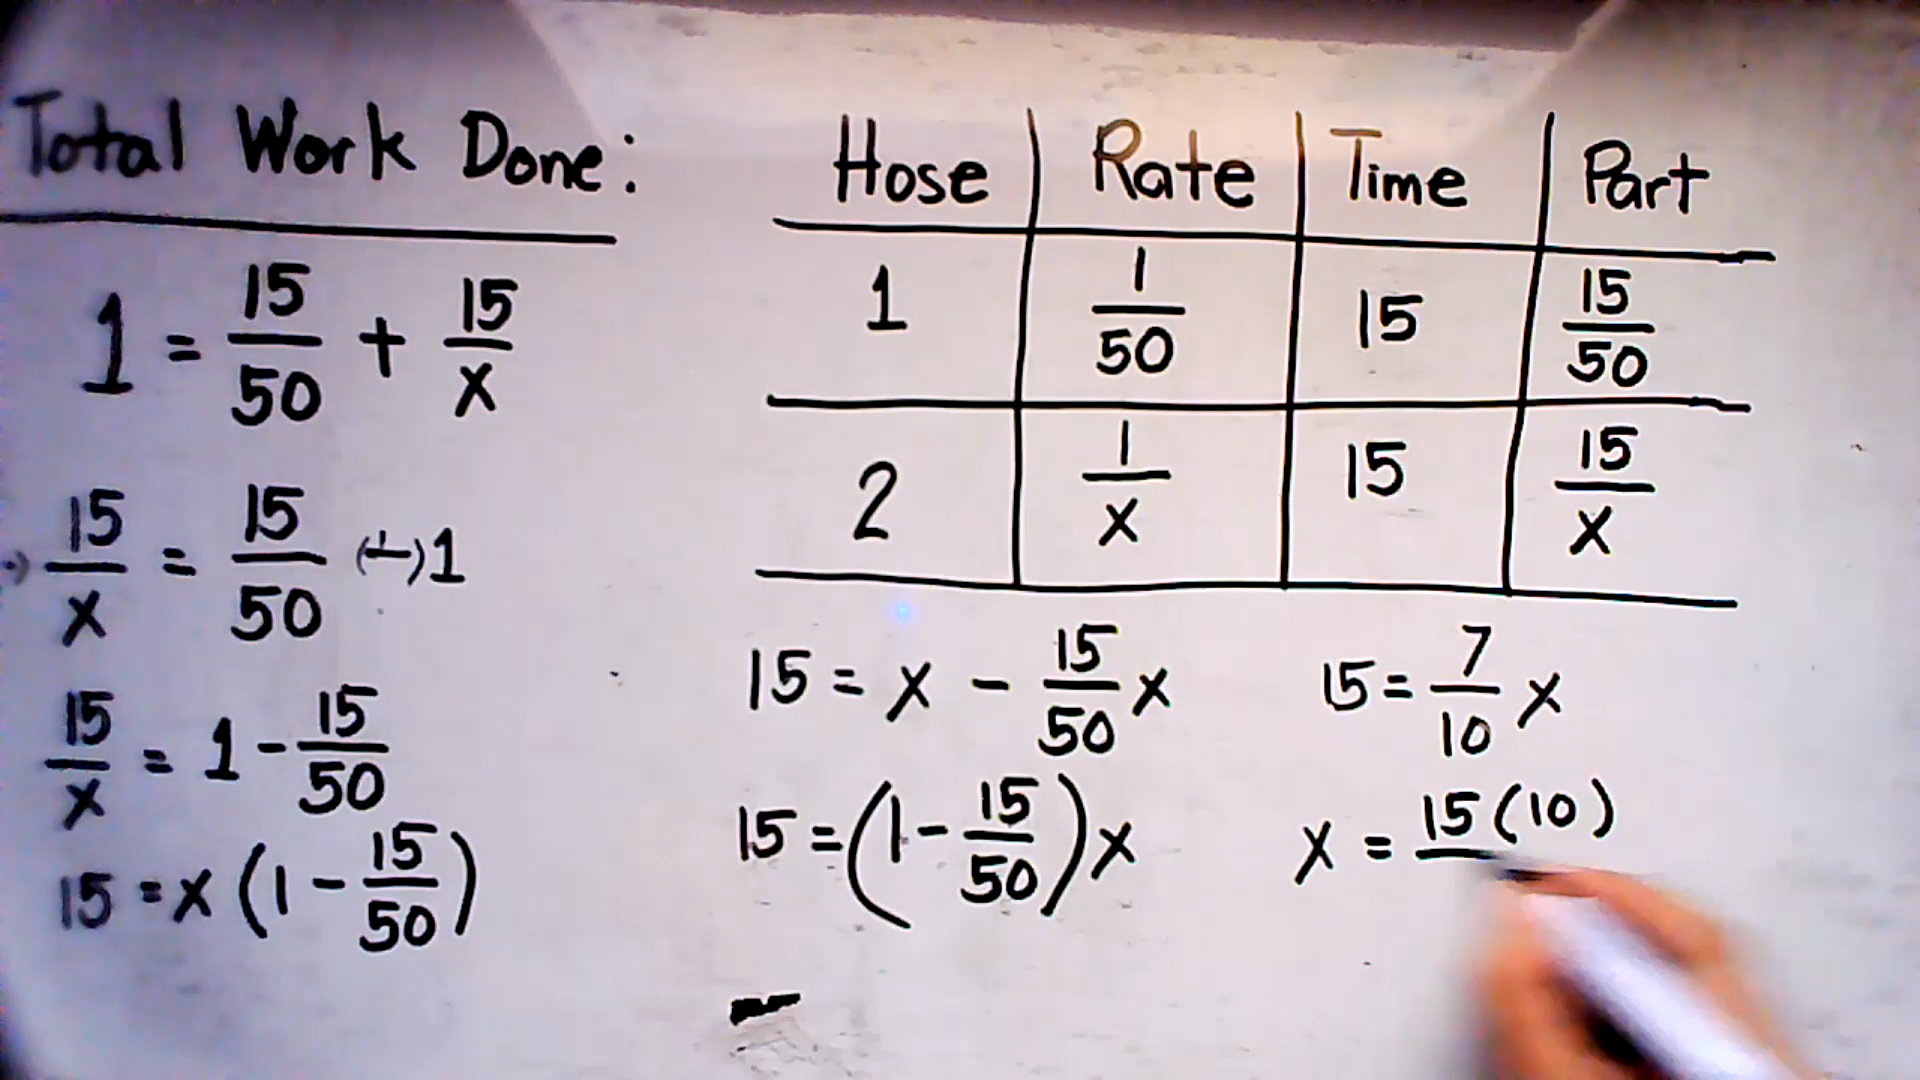 Total Work Done:
1 = 15/50 + 15/x
-) 15/x = 15/50 (-) 1
15/x = 1 - 15/50
15 = x (1 - 15/50)
Hose Rate Time Part
1 1/50 15 15/50
2 1/x 15 15/x
15 = x - 15/50 x
15 = (1 - 15/50) x
15 = 7/10 x
x = 15(10)